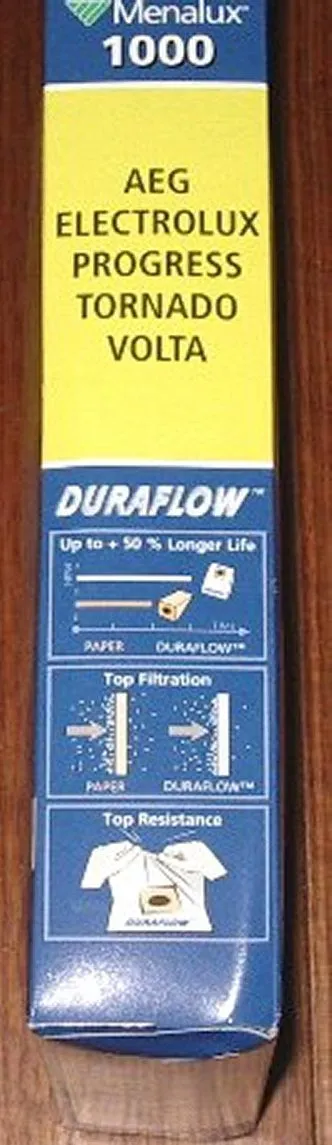 Menalux™
1000
AEG
ELECTROLUX
PROGRESS
TORNADO
VOLTA
DURAFLOW™
Up to + 50 % Longer Life
PAPER DURAFLOW™
Top Filtration
PAPER DURAFLOW™
Top Resistance
DURAFLOW